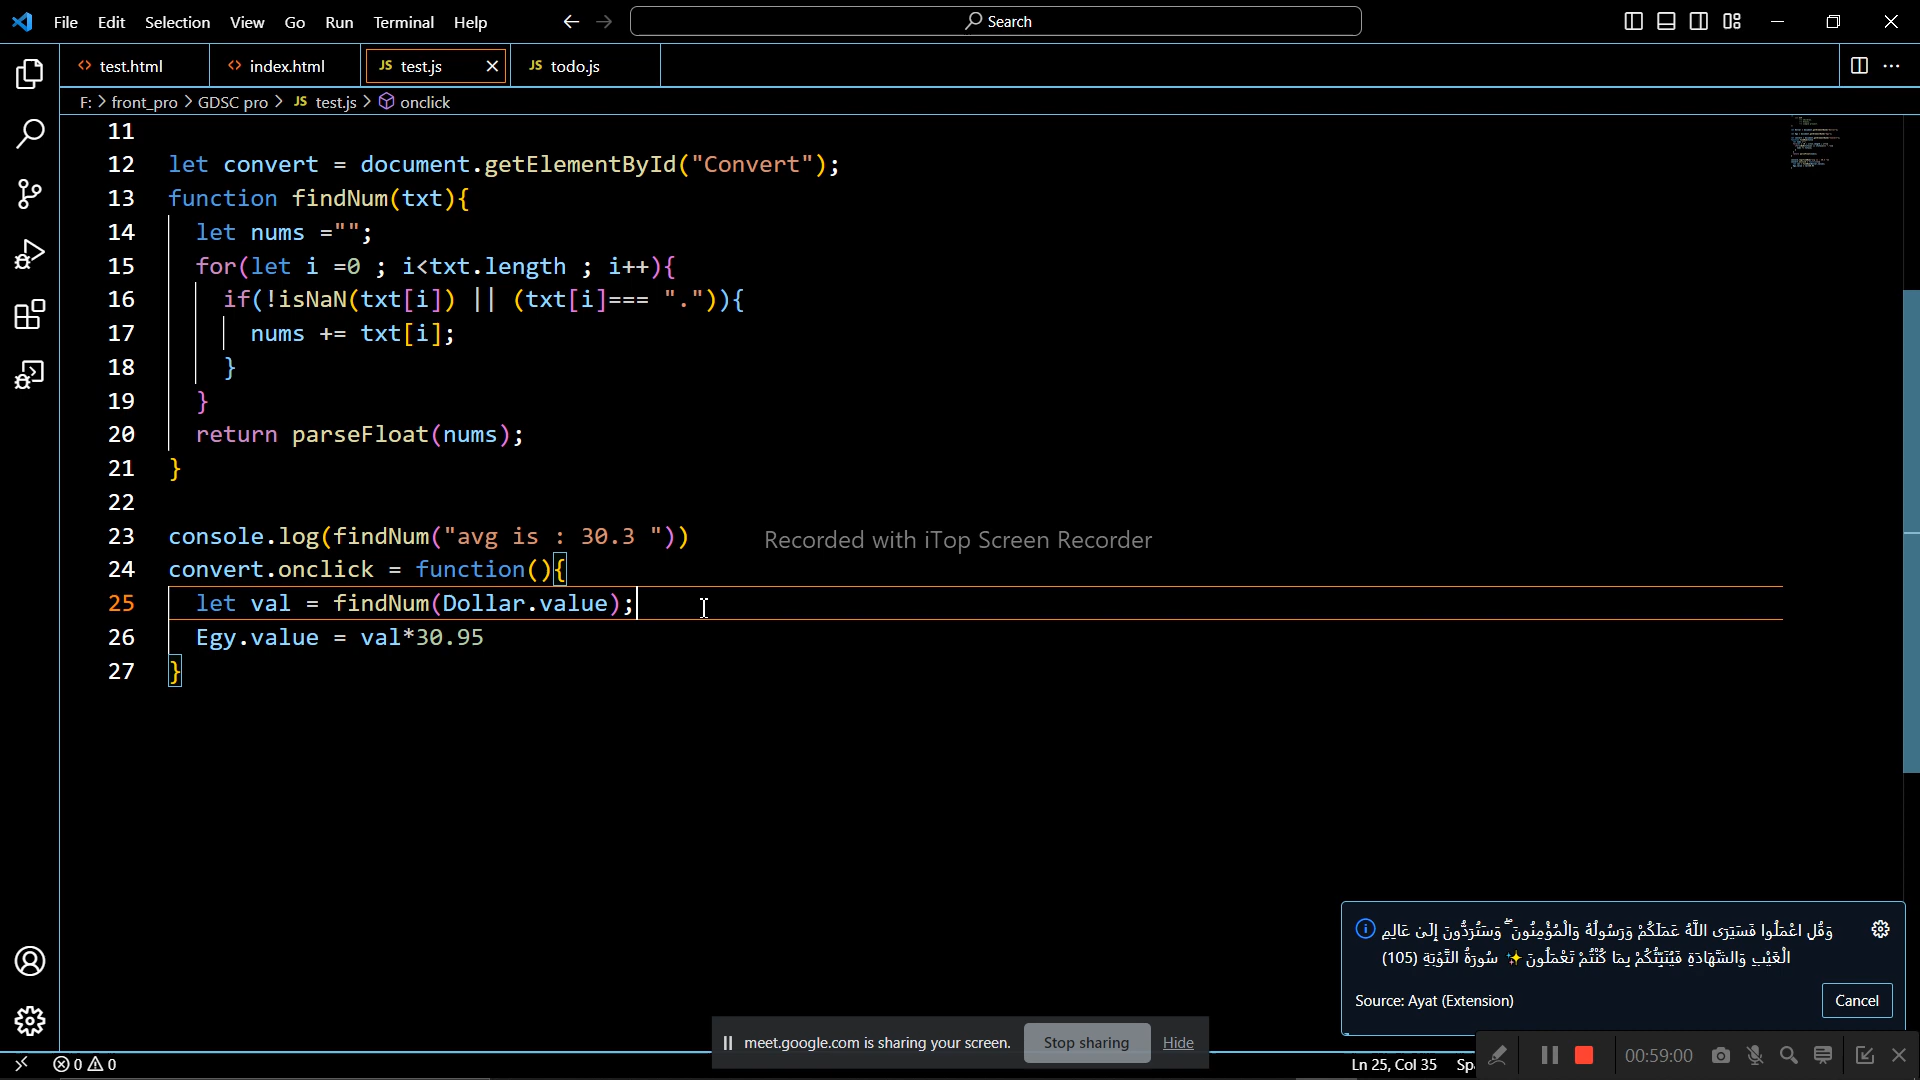 File Edit Selection View Go Run Terminal Help
Search
test.html
index.html
JS test.js
JS todo.js
F: > front_pro > GDSC pro > JS test.js > onclick
11
12 let convert = document.getElementById("Convert");
13 function findNum(txt){
14 let nums ="";
15 for(let i =0 ; i<txt.length ; i++){
16 if(!isNaN(txt[i]) || (txt[i]=== ".")){
17 nums += txt[i];
18 }
19 }
20 return parseFloat(nums);
21 }
22
23 console.log(findNum("avg is : 30.3 "))
24 convert.onclick = function(){
25 let val = findNum(Dollar.value);
26 Egy.value = val*30.95
27 }
Recorded with iTop Screen Recorder
وَقُلِ اعْمَلُوا فَسَيَرَى اللَّهُ عَمَلَكُمْ وَرَسُولُهُ وَالْمُؤْمِنُونَ ۖ وَسَتُرَدُّونَ إِلَىٰ عَالِمِ
الْغَيْبِ وَالشَّهَادَةِ فَيُنَبِّئُكُم بِمَا كُنتُمْ تَعْمَلُونَ ✨ سُورَةُ التَّوْبَةِ (105)
Source: Ayat (Extension)
Cancel
meet.google.com is sharing your screen.
Stop sharing
Hide
0 0
Ln 25, Col 35
00:59:00